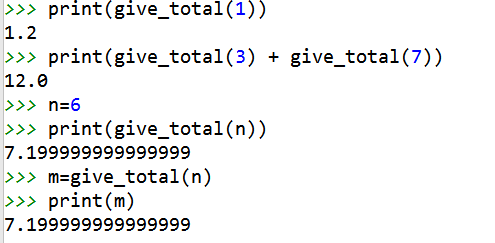 >>> print(give_total(1))
1.2
>>> print(give_total(3) + give_total(7))
12.0
>>> n=6
>>> print(give_total(n))
7.199999999999999
>>> m=give_total(n)
>>> print(m)
7.199999999999999